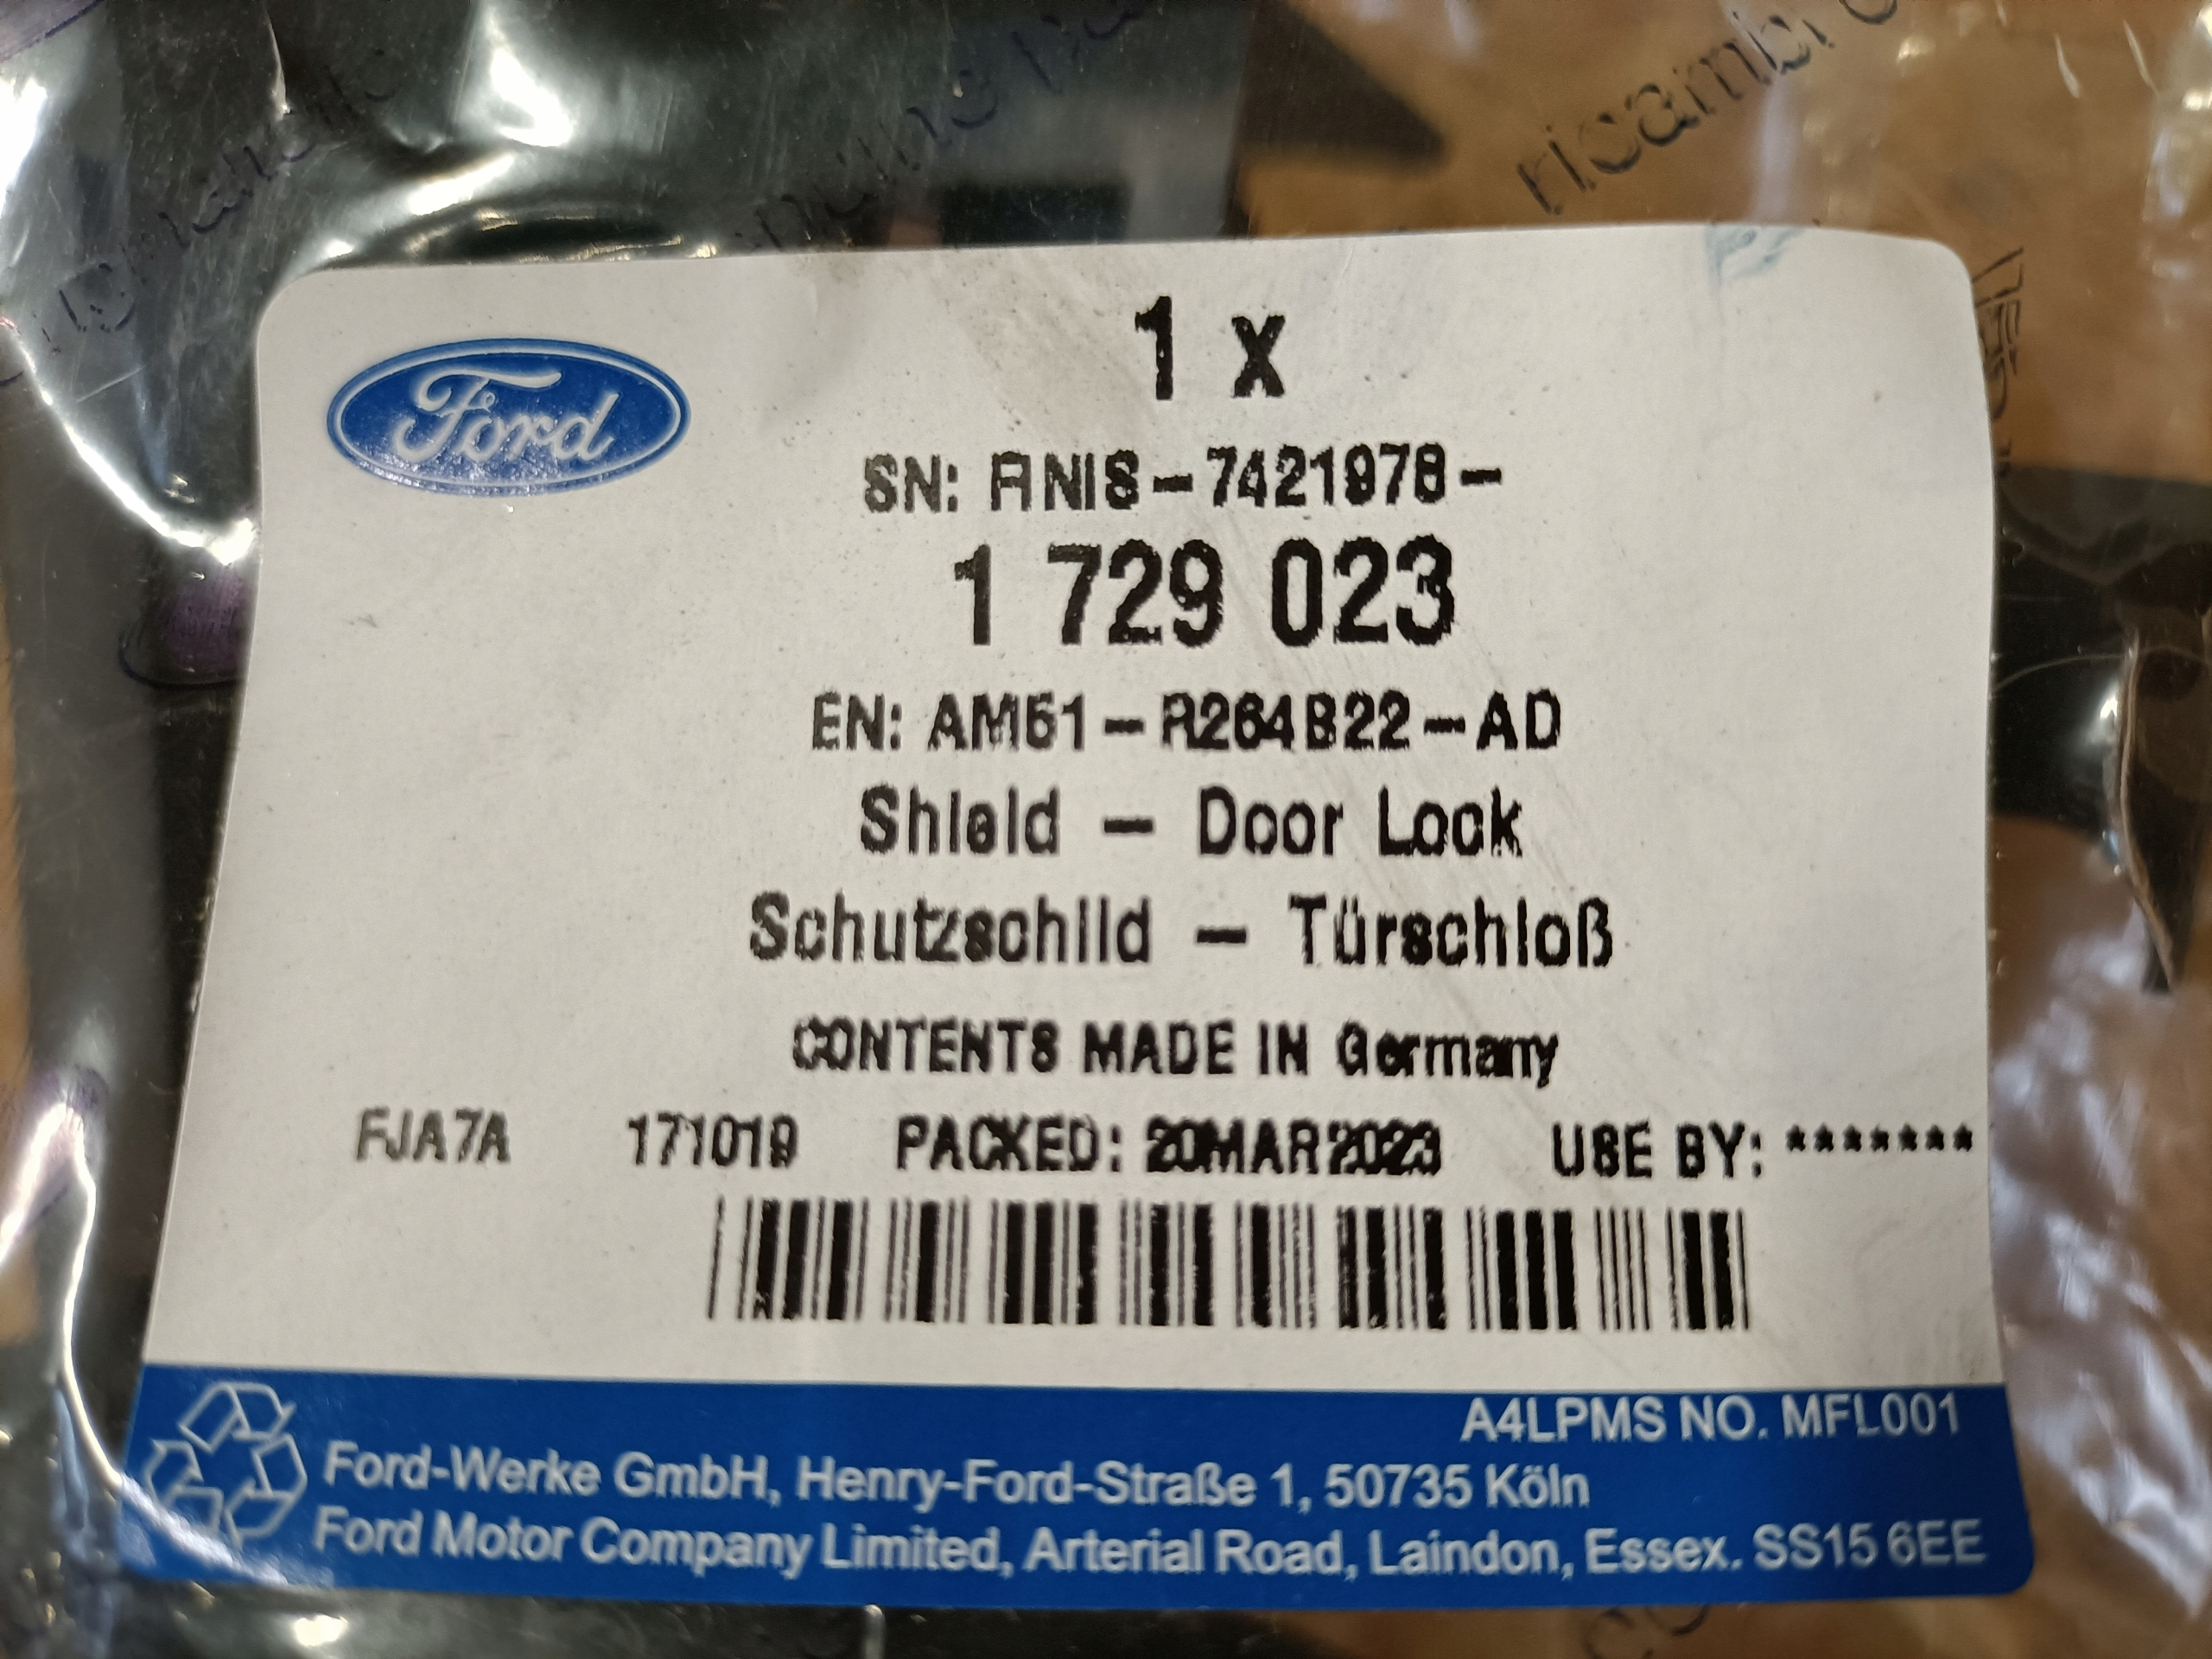 ricambi
Ford
1 x
SN: FINIS-7421978-
1 729 023
EN: AM51-R264B22-AD
Shield - Door Lock
Schutzschild - Türschloß
CONTENTS MADE IN Germany
FJA7A 171019 PACKED: 20MAR2023 USE BY: *******
A4LPMS NO. MFL001
Ford-Werke GmbH, Henry-Ford-Straße 1, 50735 Köln
Ford Motor Company Limited, Arterial Road, Laindon, Essex. SS15 6EE